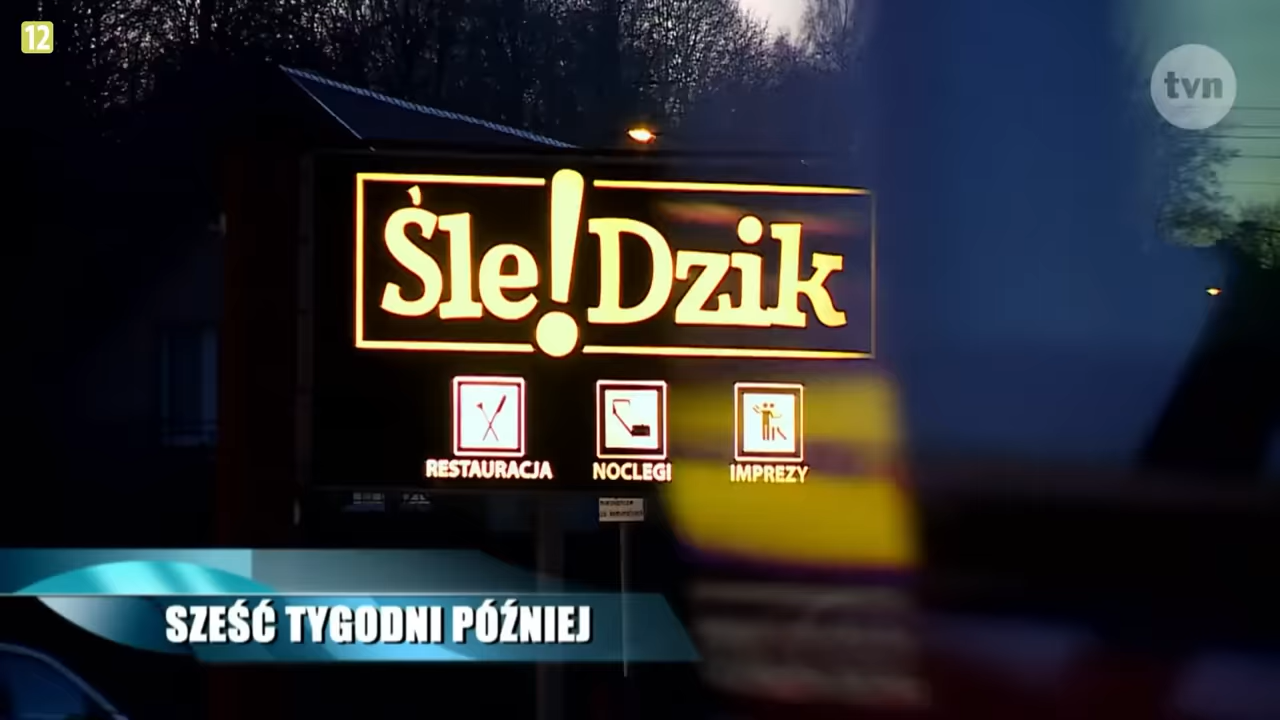 12
tvn
Śle!Dzik
RESTAURACJA
NOCLEGI
IMPREZY
SZEŚĆ TYGODNI PÓŹNIEJ